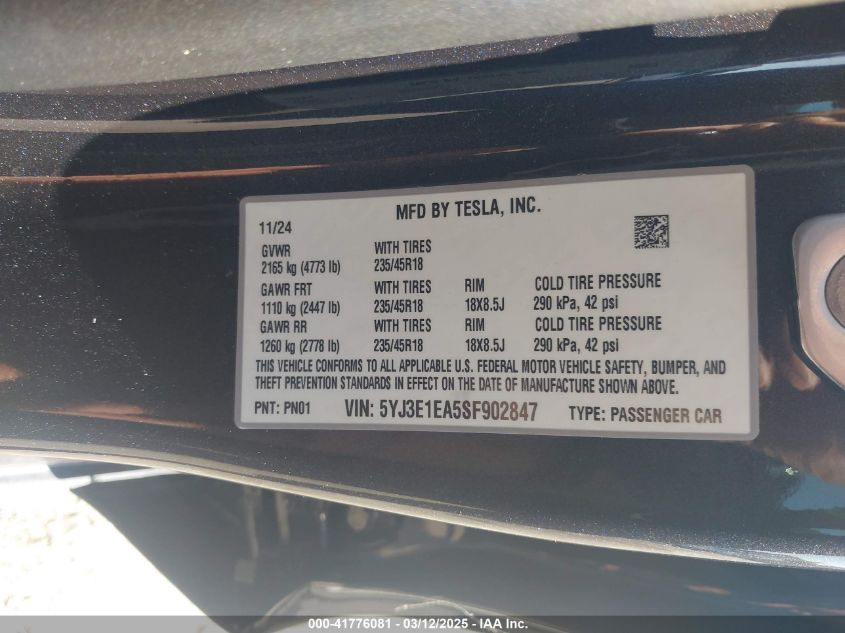 MFD BY TESLA, INC.
11/24
GVWR WITH TIRES
2165 kg (4773 lb) 235/45R18
GAWR FRT WITH TIRES RIM COLD TIRE PRESSURE
1110 kg (2447 lb) 235/45R18 18X8.5J 290 kPa, 42 psi
GAWR RR WITH TIRES RIM COLD TIRE PRESSURE
1260 kg (2778 lb) 235/45R18 18X8.5J 290 kPa, 42 psi
THIS VEHICLE CONFORMS TO ALL APPLICABLE U.S. FEDERAL MOTOR VEHICLE SAFETY, BUMPER, AND
THEFT PREVENTION STANDARDS IN EFFECT ON THE DATE OF MANUFACTURE SHOWN ABOVE.
PNT: PN01 VIN: 5YJ3E1EA5SF902847 TYPE: PASSENGER CAR
000-41776081 - 03/12/2025 - IAA Inc.